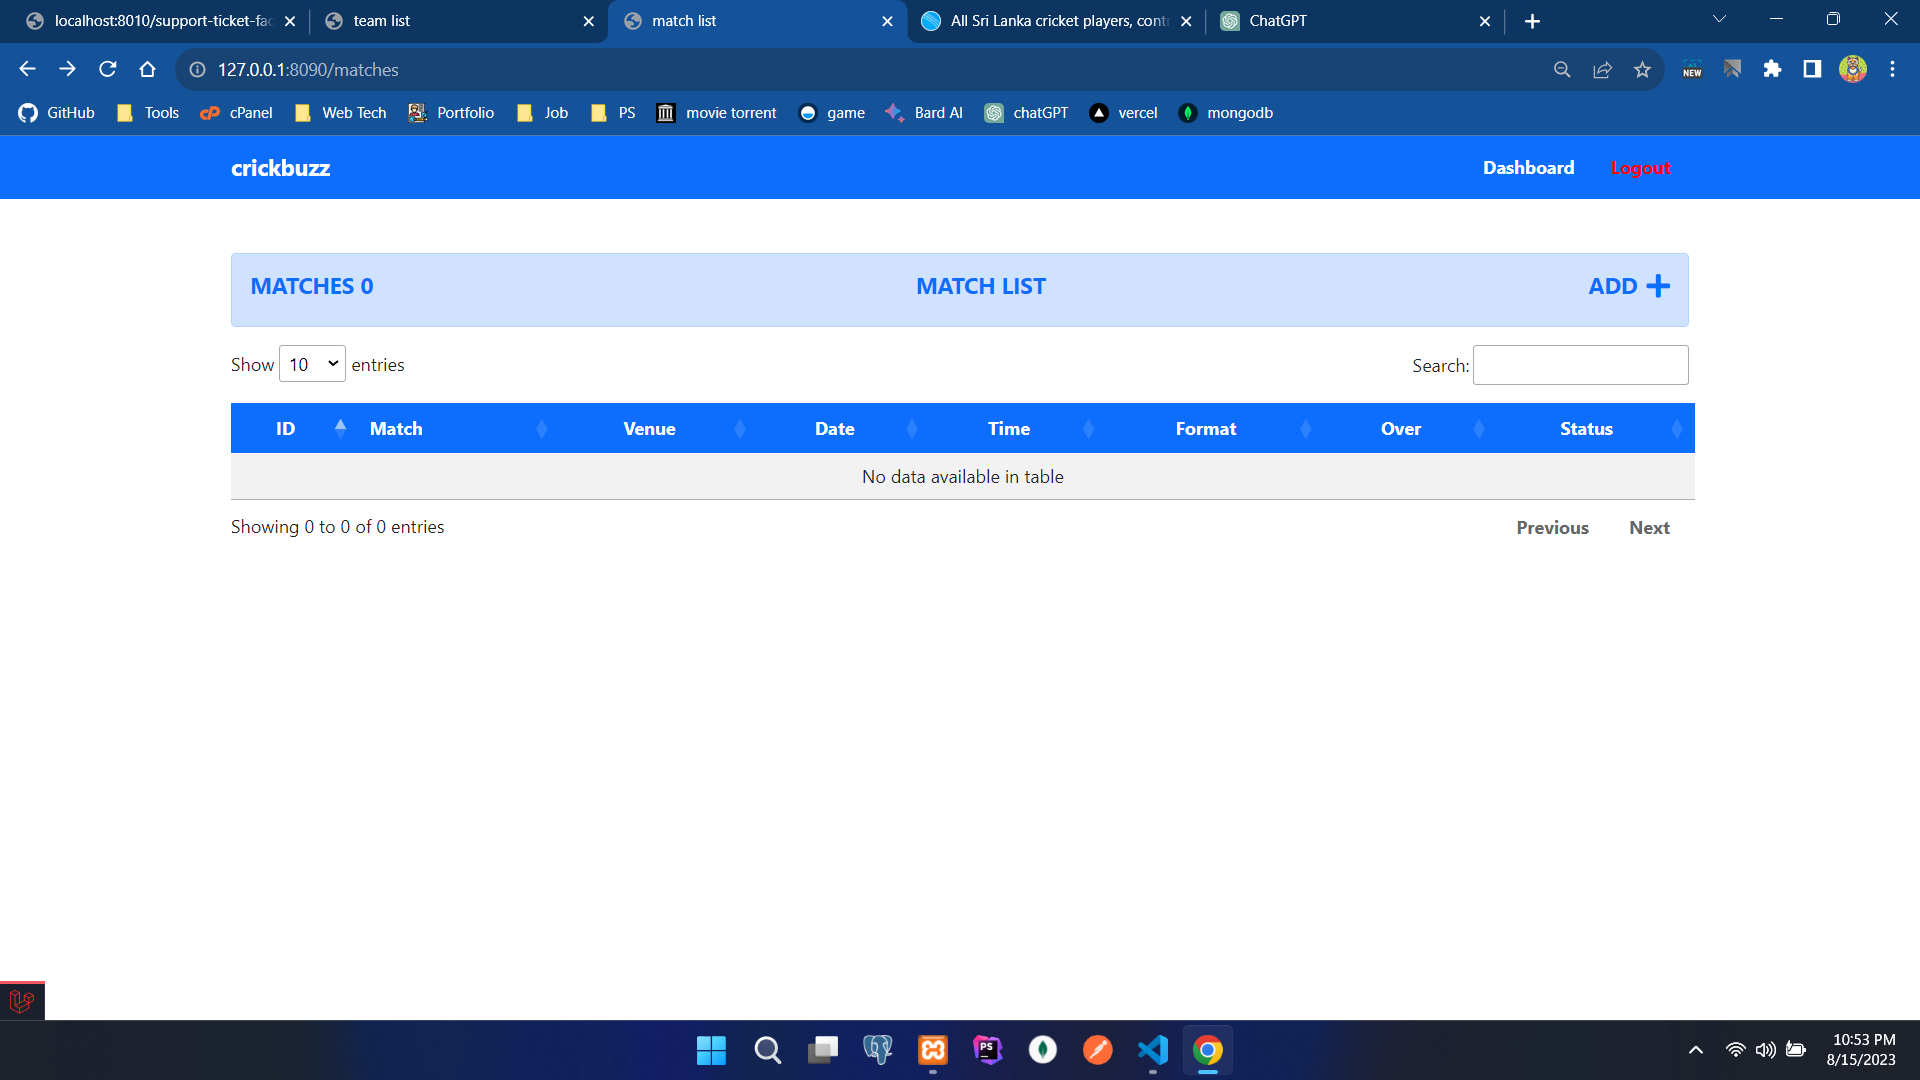 localhost:8010/support-ticket-fac
team list
match list
All Sri Lanka cricket players, contr
ChatGPT
127.0.0.1:8090/matches
NEW
GitHub
Tools
cPanel
Web Tech
Portfolio
Job
PS
movie torrent
game
Bard AI
chatGPT
vercel
mongodb
crickbuzz
Dashboard
Logout
MATCHES 0
MATCH LIST
ADD
Show 10 entries
Search:
ID Match Venue Date Time Format Over Status
No data available in table
Showing 0 to 0 of 0 entries
Previous
Next
PS
10:53 PM
8/15/2023